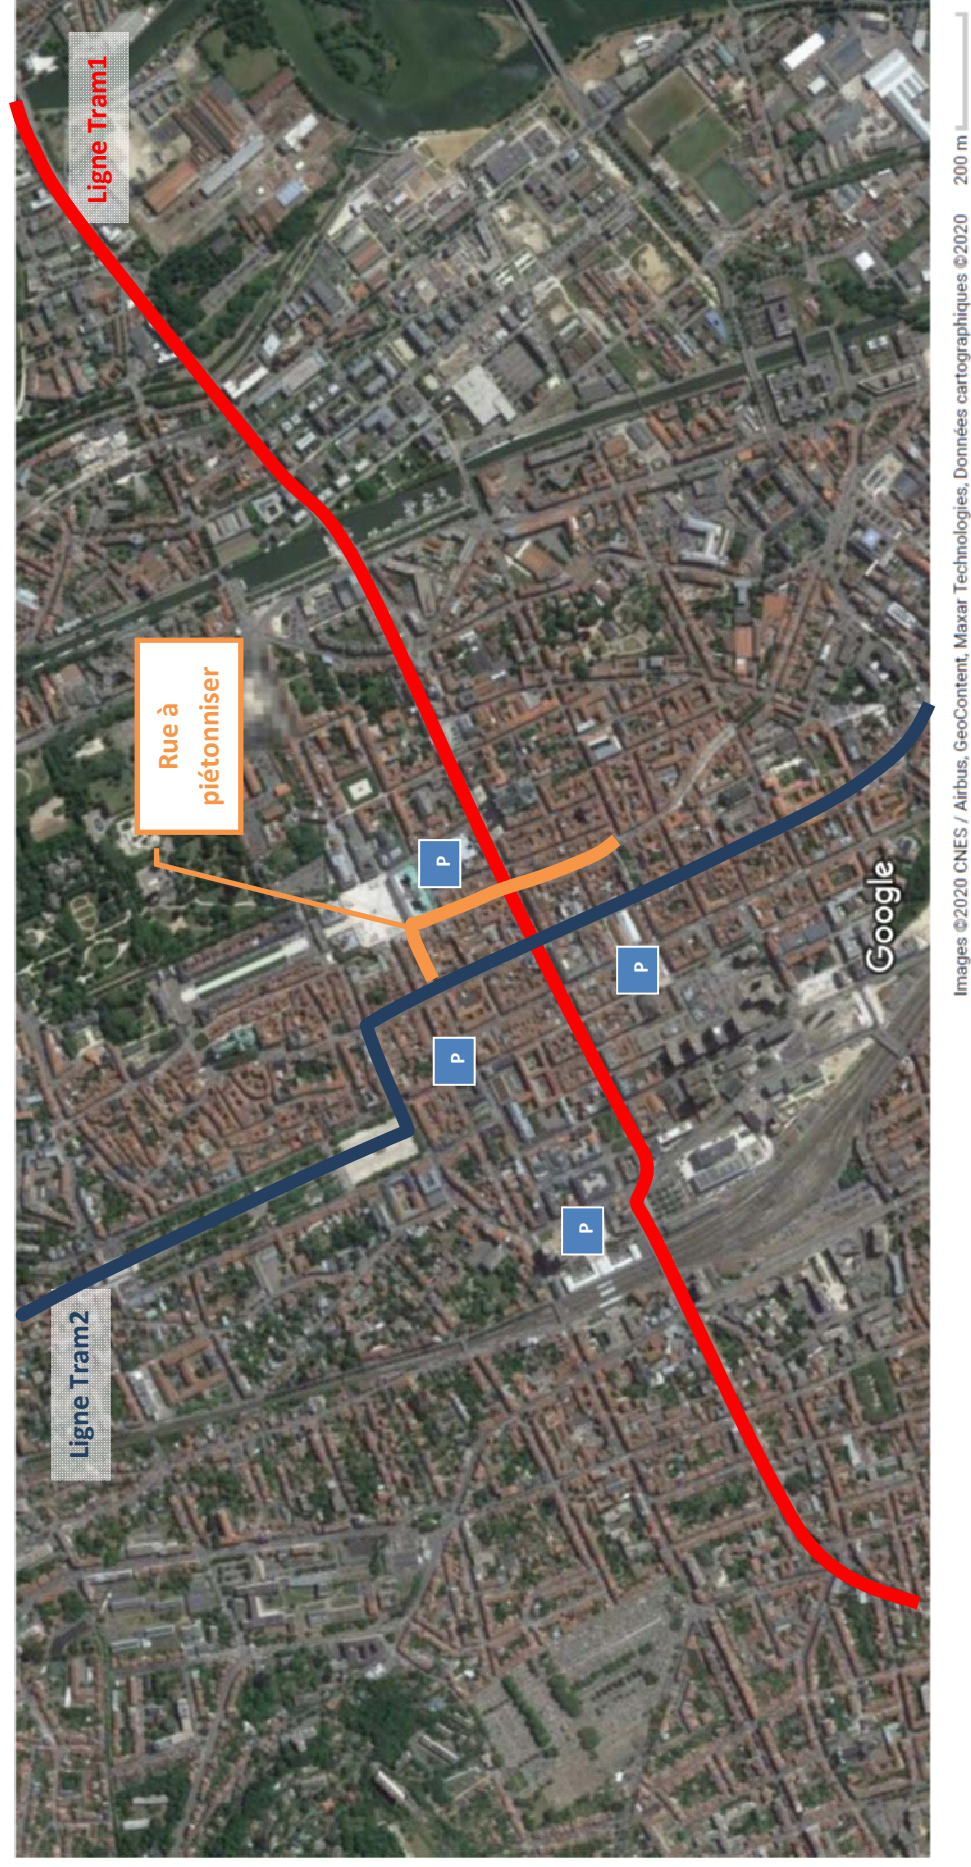 Ligne Tram2
Rue à
piétonniser
Ligne Tram1
P
P
P
P
Google
Images ©2020 CNES / Airbus, GeoContent, Maxar Technologies, Données cartographiques ©2020
200 m